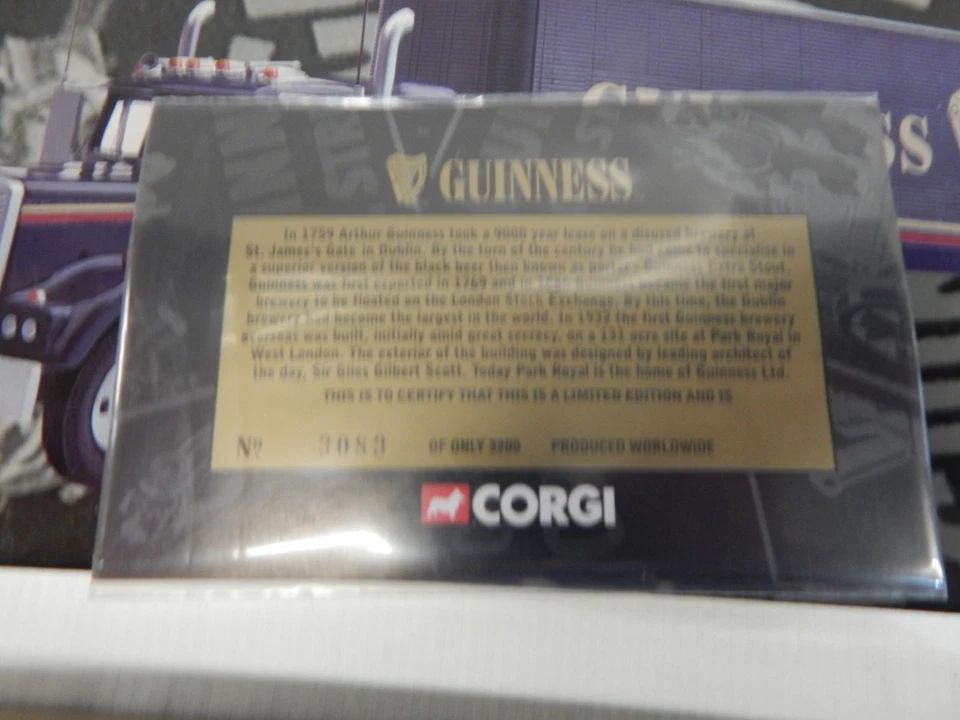 GUINNESS
In 1759 Arthur Guinness took a 9000 year lease on a disused brewery at
St. James's Gate in Dublin. By the turn of the century he had come to specialise in
a superior version of the black beer then known as porter Extra Stout.
Guinness was first exported in 1769 and in became the first major
brewery to be floated on the London Stock Exchange. By this time, the Dublin
brewery had become the largest in the world. In 1932 the first Guinness brewery
overseas was built, initially amid great secrecy, on a 131 acre site at Park Royal in
West London. The exterior of the building was designed by leading architect of
the day, Sir Giles Gilbert Scott. Today Park Royal is the home of Guinness Ltd.
THIS IS TO CERTIFY THAT THIS IS A LIMITED EDITION AND IS
Nº 3083 OF ONLY 3200 PRODUCED WORLDWIDE
CORGI